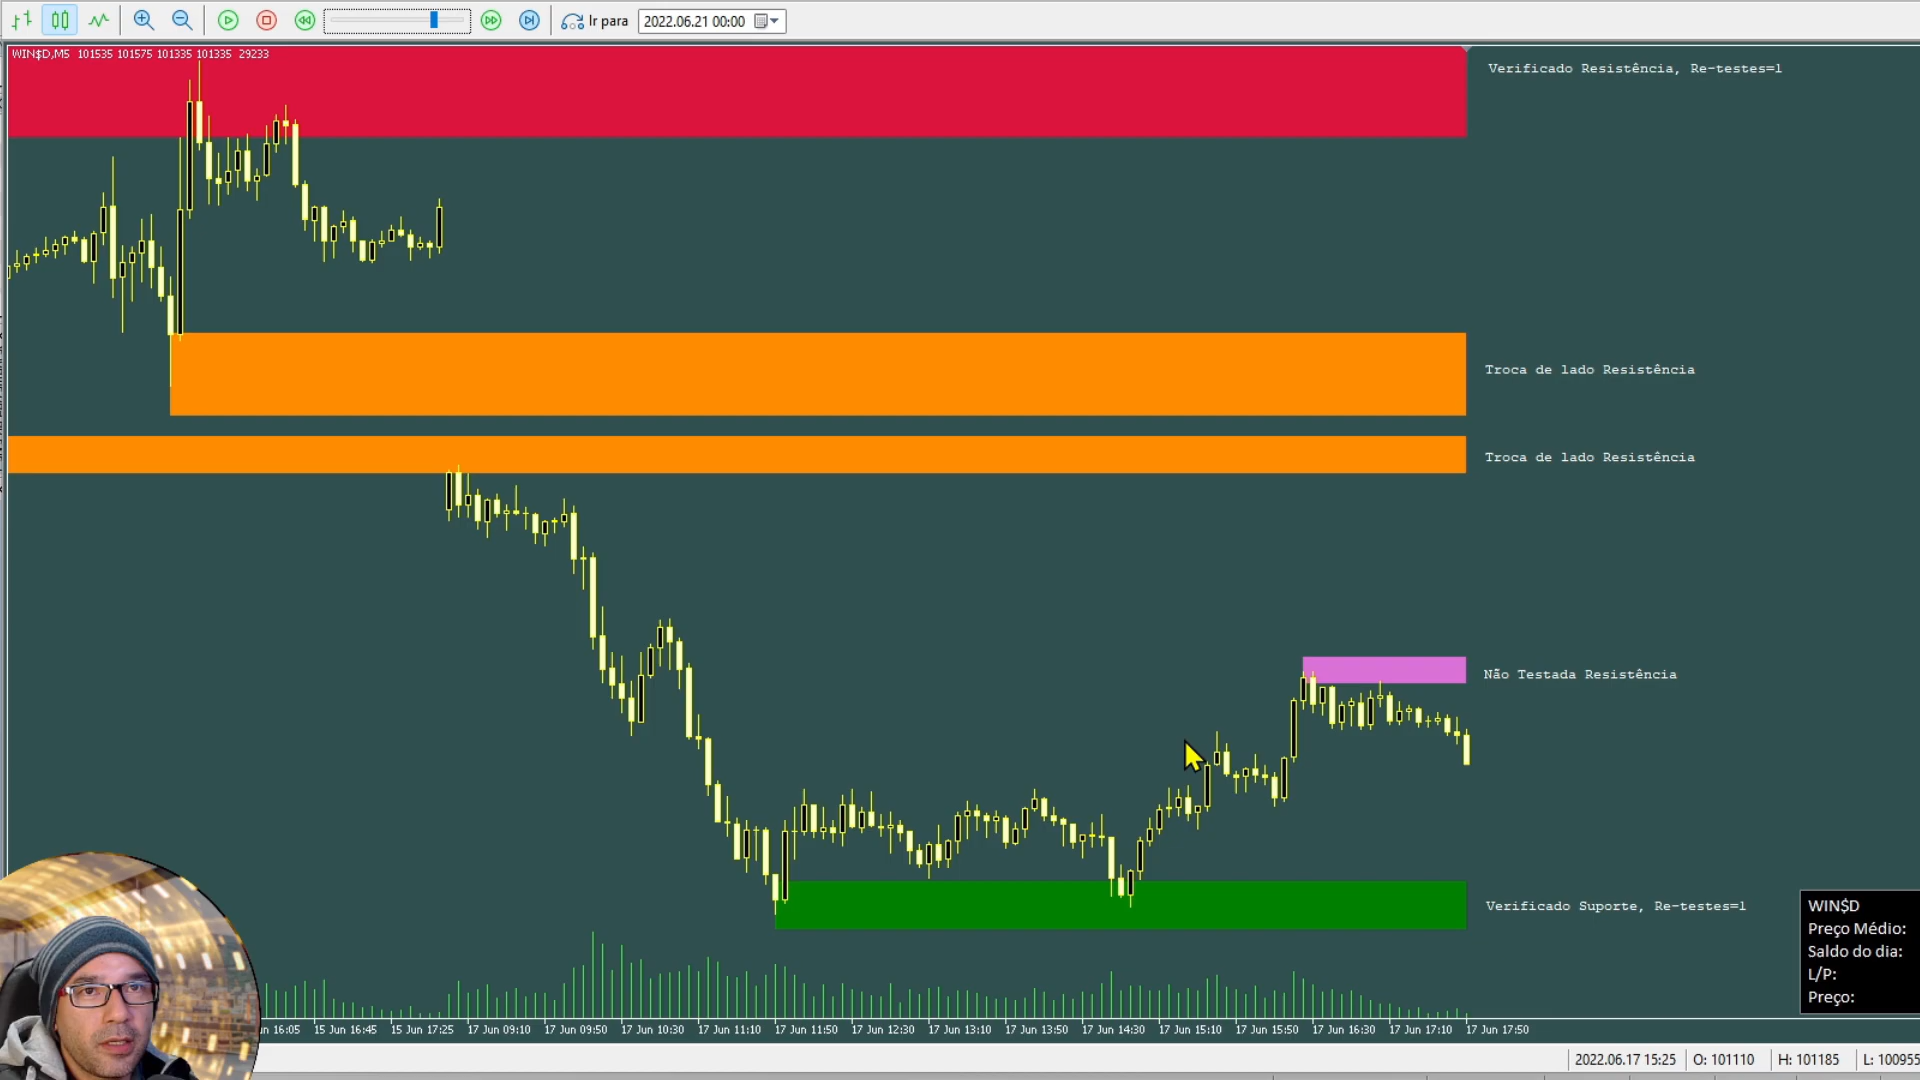 Ir para
2022.06.21 00:00
WIN$D,M5 101535 101575 101335 101335 29233
Verificado Resistência, Re-testes=1
Troca de lado Resistência
Troca de lado Resistência
Não Testada Resistência
Verificado Suporte, Re-testes=1
WIN$D
Preço Médio:
Saldo do dia:
L/P:
Preço:
un 16:05 15 Jun 16:45 15 Jun 17:25 17 Jun 09:10 17 Jun 09:50 17 Jun 10:30 17 Jun 11:10 17 Jun 11:50 17 Jun 12:30 17 Jun 13:10 17 Jun 13:50 17 Jun 14:30 17 Jun 15:10 17 Jun 15:50 17 Jun 16:30 17 Jun 17:10 17 Jun 17:50
2022.06.17 15:25 O: 101110 H: 101185 L: 100955